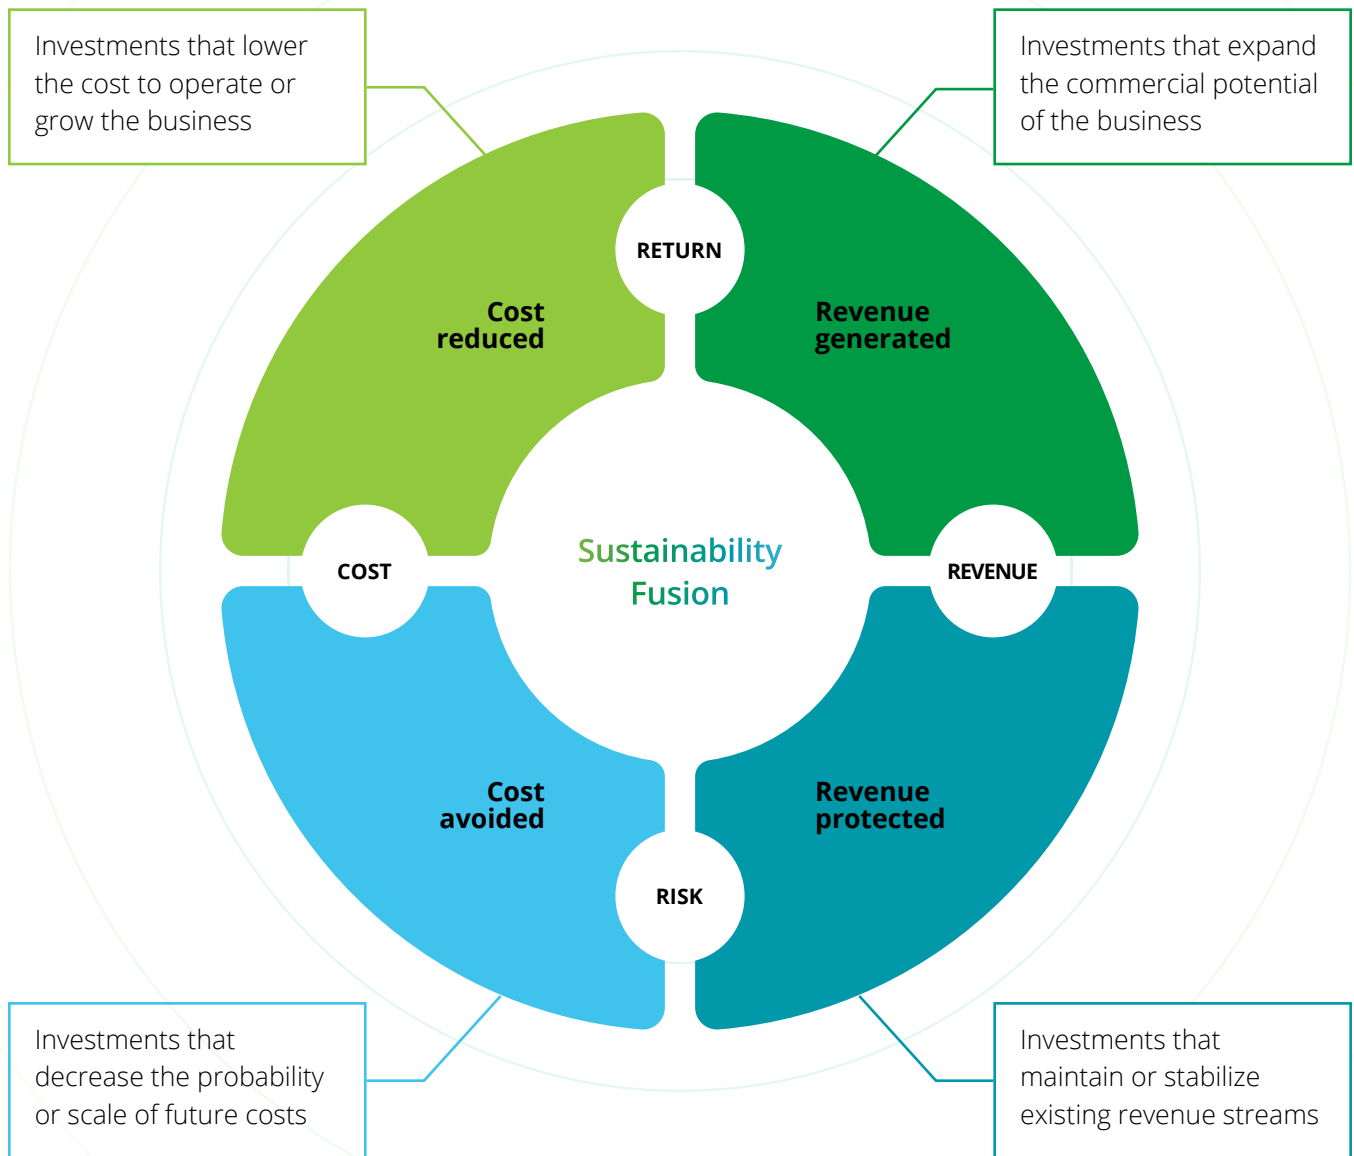 Investments that lower
the cost to operate or
grow the business
Investments that expand
the commercial potential
of the business
RETURN
Cost
reduced
Revenue
generated
COST
Sustainability
Fusion
REVENUE
Cost
avoided
Revenue
protected
RISK
Investments that
decrease the probability
or scale of future costs
Investments that
maintain or stabilize
existing revenue streams